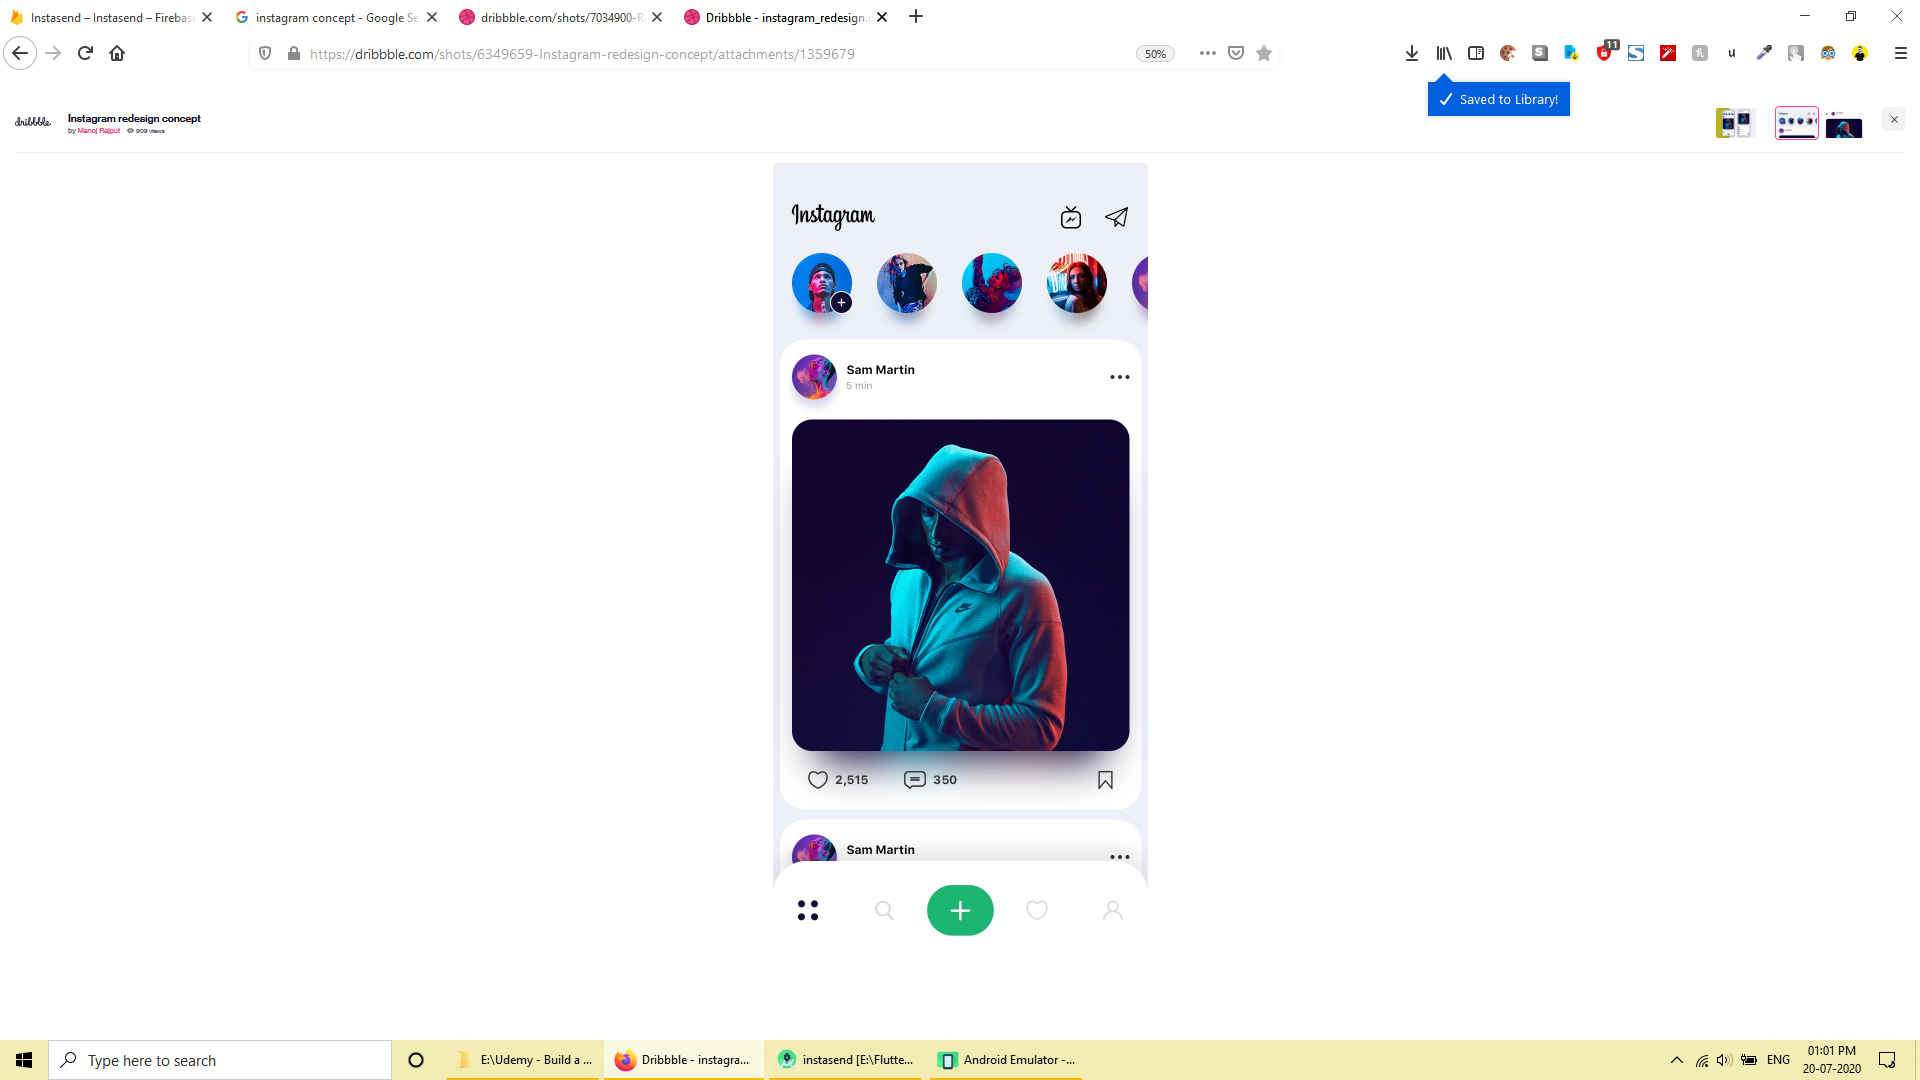 Instasend – Instasend – Firebas
instagram concept - Google Se
dribbble.com/shots/7034900-R
Dribbble - instagram_redesign.
https://dribbble.com/shots/6349659-Instagram-redesign-concept/attachments/1359679
50%
11
Saved to Library!
dribbble
Instagram redesign concept
by Manoj Rajput 909 views
Instagram
Sam Martin
5 min
2,515
350
Sam Martin
Type here to search
E:\Udemy - Build a ...
Dribbble - instagra...
instasend [E:\Flutte...
Android Emulator -...
ENG
01:01 PM
20-07-2020